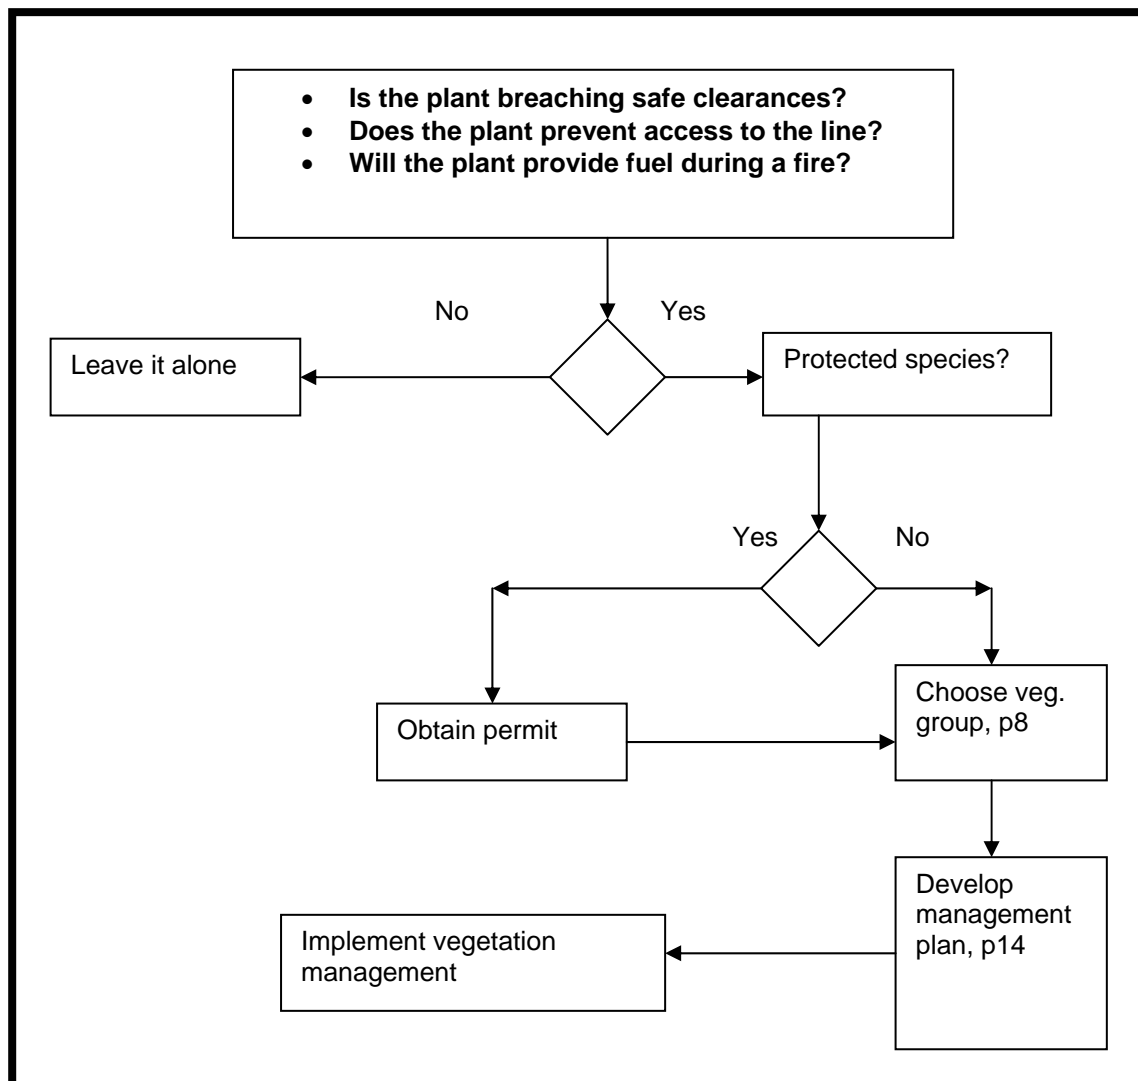 • Is the plant breaching safe clearances?
• Does the plant prevent access to the line?
• Will the plant provide fuel during a fire?
No
Yes
Leave it alone
Protected species?
Yes
No
Obtain permit
Choose veg.
group, p8
Develop
management
plan, p14
Implement vegetation
management